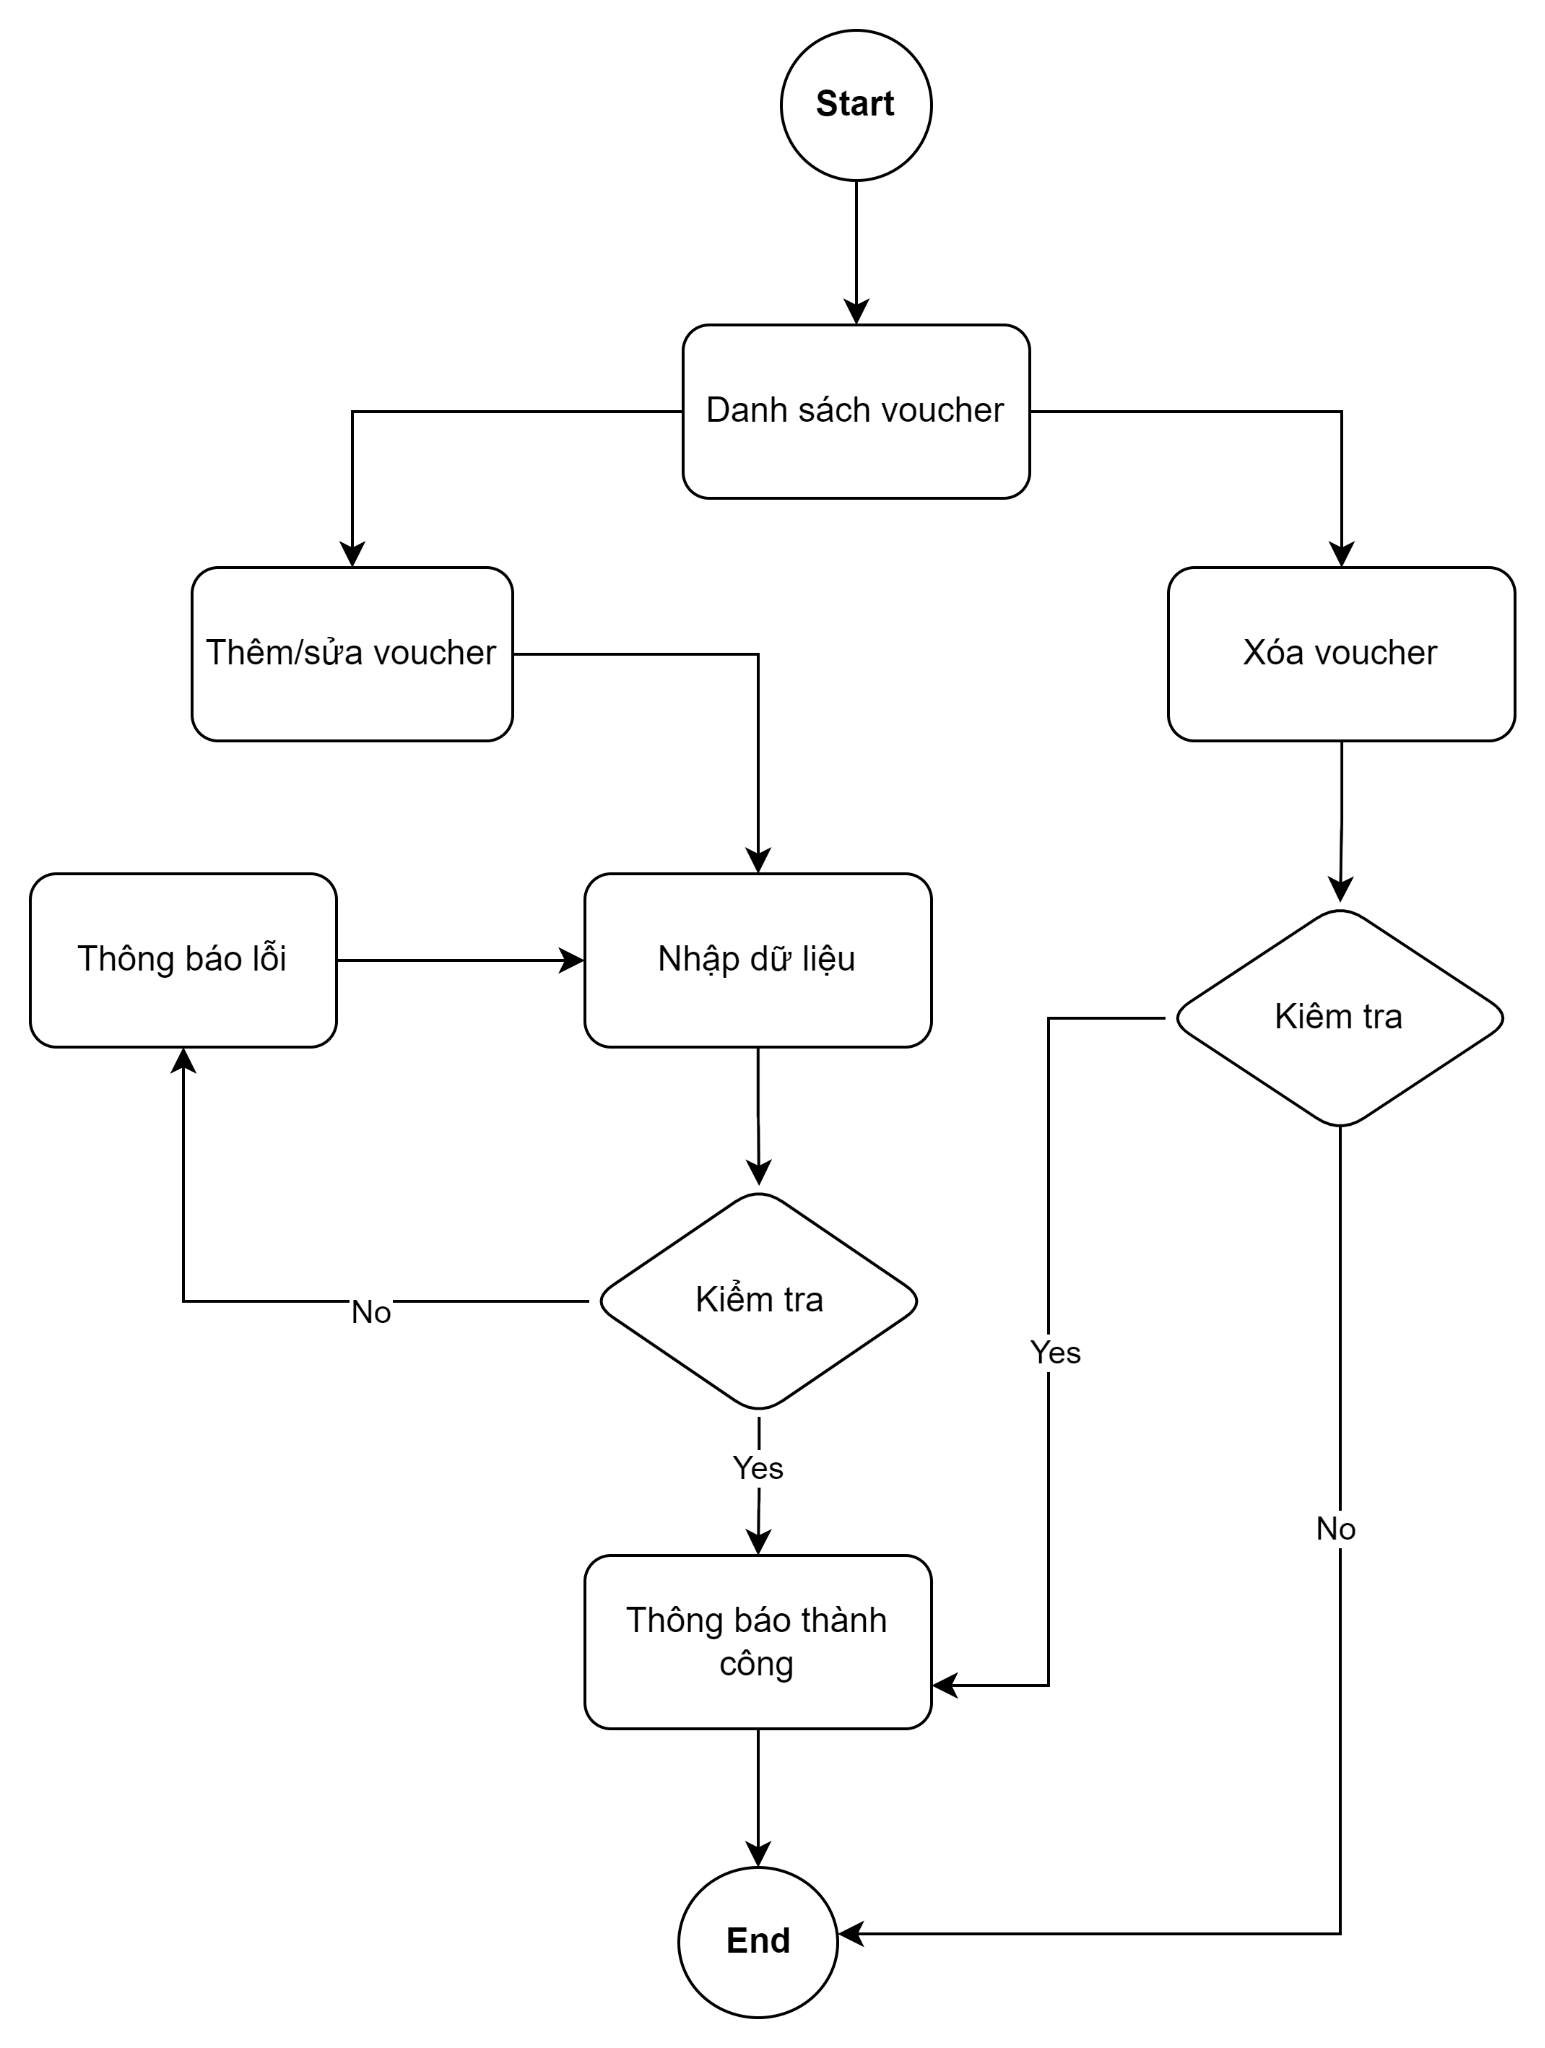 Start
Danh sách voucher
Thêm/sửa voucher
Xóa voucher
Thông báo lỗi
Nhập dữ liệu
Kiêm tra
Kiểm tra
No
Yes
Yes
No
Thông báo thành
công
End